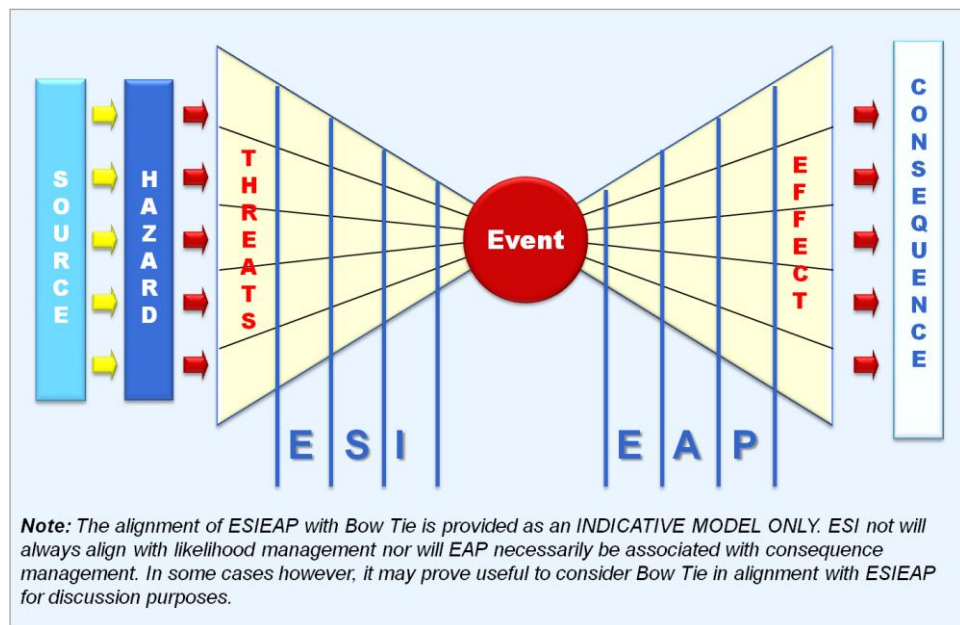 SOURCE
HAZARD
THREATS
Event
EFFECT
CONSEQUENCE
E S I
E A P
Note: The alignment of ESIEAP with Bow Tie is provided as an INDICATIVE MODEL ONLY. ESI not will
always align with likelihood management nor will EAP necessarily be associated with consequence
management. In some cases however, it may prove useful to consider Bow Tie in alignment with ESIEAP
for discussion purposes.